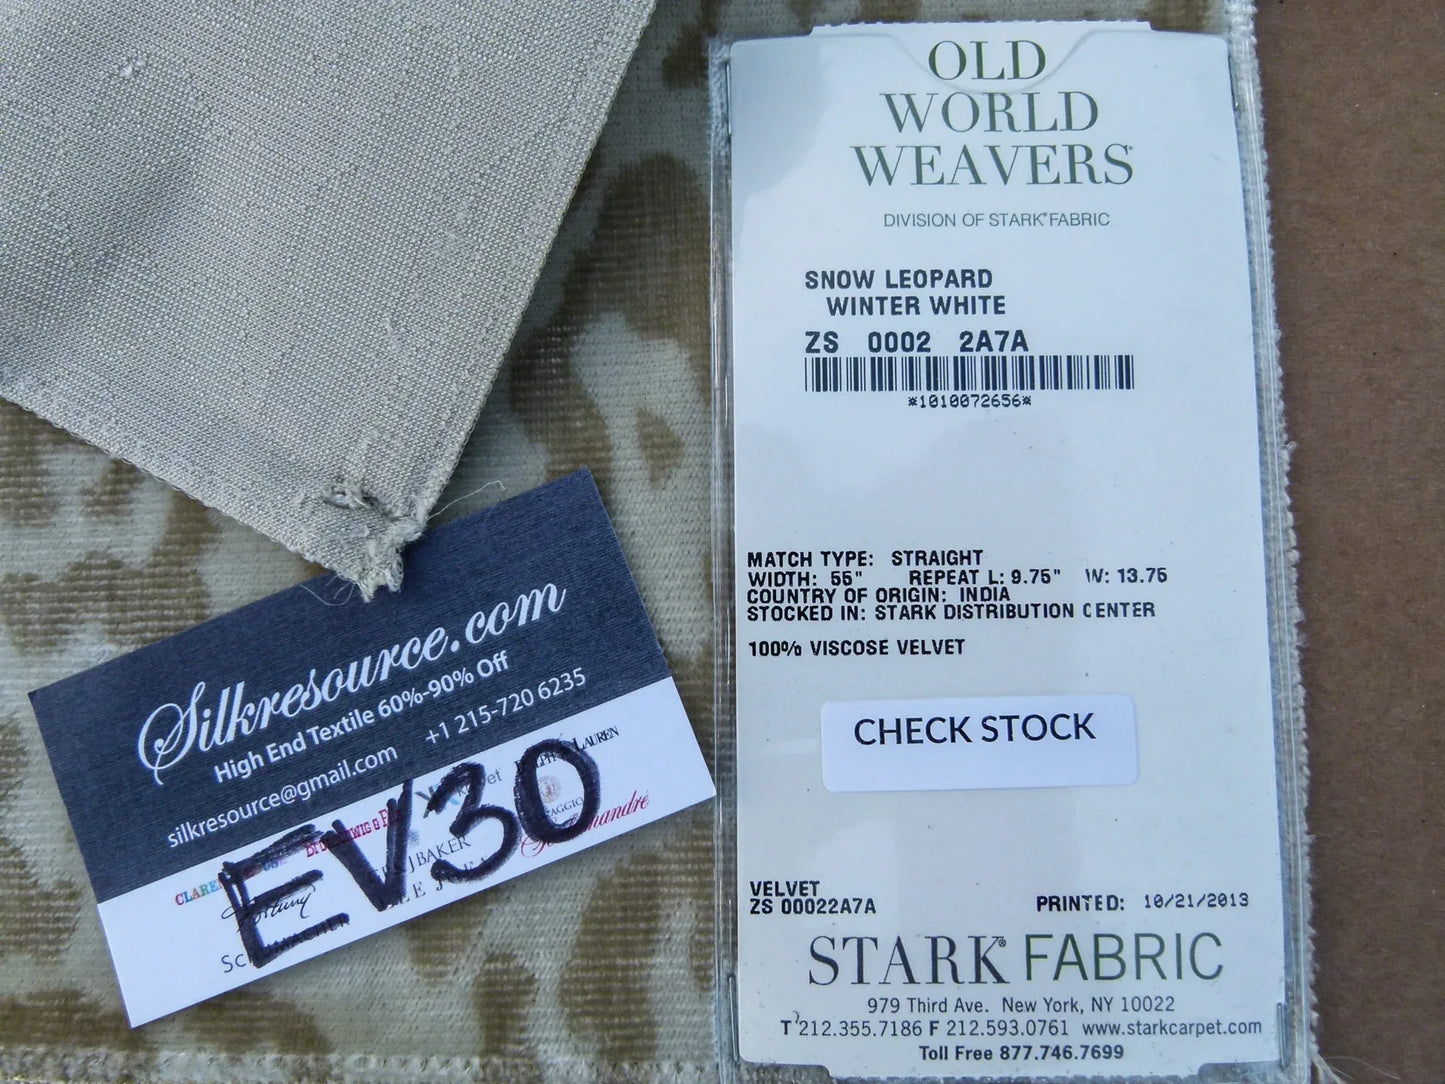 OLD
WORLD
WEAVERS
DIVISION OF STARK® FABRIC
SNOW LEOPARD
WINTER WHITE
ZS 0002 2A7A
*1010072656*
MATCH TYPE: STRAIGHT
WIDTH: 55" REPEAT L: 9.75" W: 13.75
COUNTRY OF ORIGIN: INDIA
STOCKED IN: STARK DISTRIBUTION CENTER
100% VISCOSE VELVET
CHECK STOCK
VELVET
ZS 00022A7A PRINTED: 10/21/2013
STARK® FABRIC
979 Third Ave. New York, NY 10022
T 212.355.7186 F 212.593.0761 www.starkcarpet.com
Toll Free 877.746.7699
Silkresource.com
High End Textile 60%-90% Off
silkresource@gmail.com +1 215-720 6235
EV30
LAUREN
J BAKER